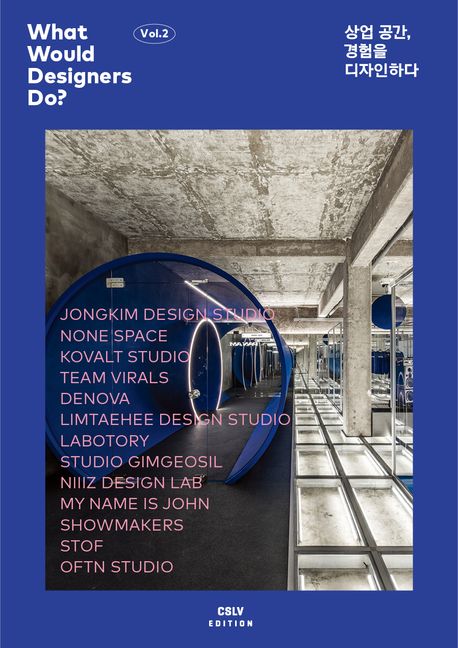 What
Would
Designers
Do?
Vol.2
상업 공간,
경험을
디자인하다
JONGKIM DESIGN STUDIO
NONE SPACE
KOVALT STUDIO
TEAM VIRALS
DENOVA
LIMTAEHEE DESIGN STUDIO
LABOTORY
STUDIO GIMGEOSIL
NIIIZ DESIGN LAB
MY NAME IS JOHN
SHOWMAKERS
STOF
OFTN STUDIO
CSLV
EDITION